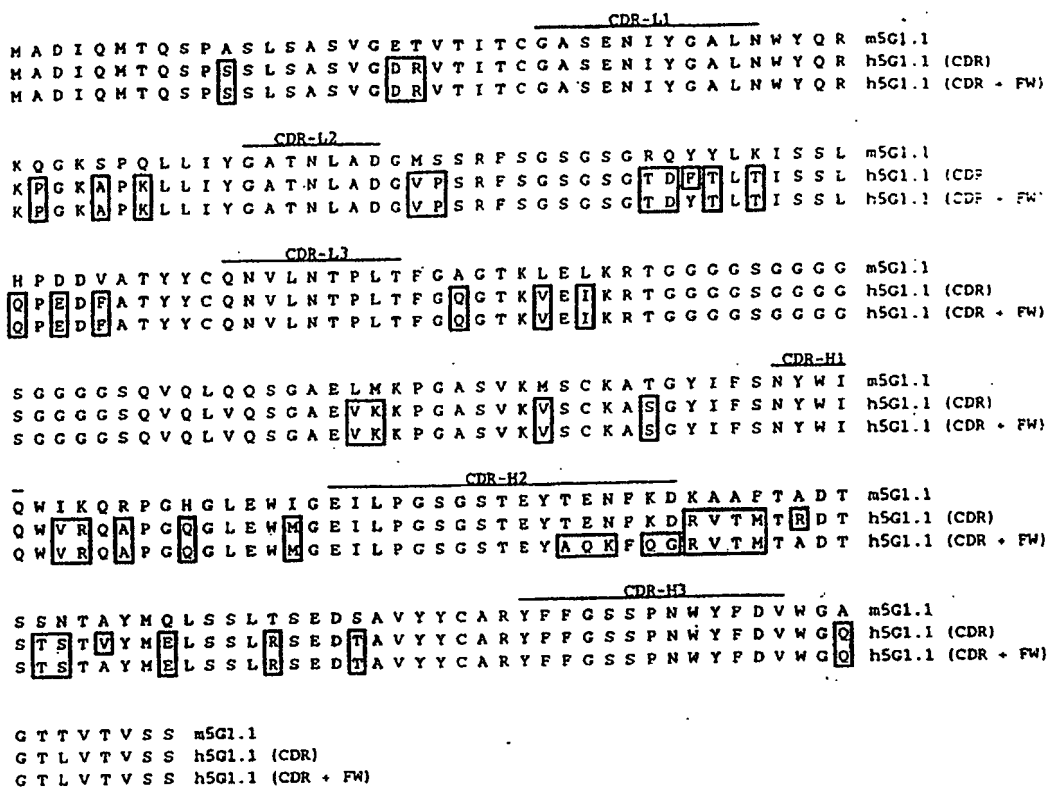 CDR-L1
M A D I Q M T Q S P A S L S A S V G E T V T I T C G A S E N I Y G A L N W Y Q R m5G1.1
M A D I Q M T Q S P S S L S A S V G D R V T I T C G A S E N I Y G A L N W Y Q R h5G1.1 (CDR)
M A D I Q M T Q S P S S L S A S V G D R V T I T C G A S E N I Y G A L N W Y Q R h5G1.1 (CDR + FW)
CDR-L2
K Q G K S P Q L L I Y G A T N L A D G M S S R F S G S G S G R Q Y Y L K I S S L m5G1.1
K P G K A P K L L I Y G A T N L A D G V P S R F S G S G S G T D F T L T I S S L h5G1.1 (CDF
K P G K A P K L L I Y G A T N L A D G V P S R F S G S G S G T D Y T L T I S S L h5G1.1 (CDF - FW
CDR-L3
H P D D V A T Y Y C Q N V L N T P L T F G A G T K L E L K R T G G G G S G G G G m5G1.1
Q P E D F A T Y Y C Q N V L N T P L T F G Q G T K V E I K R T G G G G S G G G G h5G1.1 (CDR)
Q P E D F A T Y Y C Q N V L N T P L T F G Q G T K V E I K R T G G G G S G G G G h5G1.1 (CDR + FW)
CDR-H1
S G G G G S Q V Q L Q Q S G A E L M K P G A S V K M S C K A T G Y I F S N Y W I m5G1.1
S G G G G S Q V Q L V Q S G A E V K K P G A S V K V S C K A S G Y I F S N Y W I h5G1.1 (CDR)
S G G G G S Q V Q L V Q S G A E V K K P G A S V K V S C K A S G Y I F S N Y W I h5G1.1 (CDR + FW)
CDR-H2
Q W I K Q R P G H G L E W I G E I L P G S G S T E Y T E N F K D K A A F T A D T m5G1.1
Q W V R Q A P G Q G L E W M G E I L P G S G S T E Y T E N F K D R V T M T R D T h5G1.1 (CDR)
Q W V R Q A P G Q G L E W M G E I L P G S G S T E Y A Q K F Q G R V T M T A D T h5G1.1 (CDR + FW)
CDR-H3
S S N T A Y M Q L S S L T S E D S A V Y Y C A R Y F F G S S P N W Y F D V W G A m5G1.1
S T S T V Y M E L S S L R S E D T A V Y Y C A R Y F F G S S P N W Y F D V W G Q h5G1.1 (CDR)
S T S T A Y M E L S S L R S E D T A V Y Y C A R Y F F G S S P N W Y F D V W G Q h5G1.1 (CDR + FW)
G T T V T V S S m5G1.1
G T L V T V S S h5G1.1 (CDR)
G T L V T V S S h5G1.1 (CDR + FW)